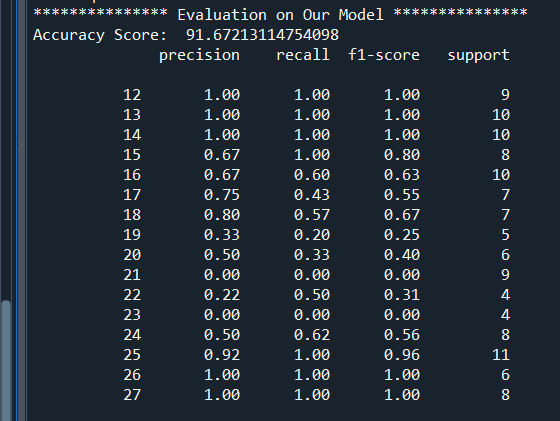 *************** Evaluation on Our Model ***************
Accuracy Score:  91.67213114754098
              precision    recall  f1-score   support

          12       1.00      1.00      1.00         9
          13       1.00      1.00      1.00        10
          14       1.00      1.00      1.00        10
          15       0.67      1.00      0.80         8
          16       0.67      0.60      0.63        10
          17       0.75      0.43      0.55         7
          18       0.80      0.57      0.67         7
          19       0.33      0.20      0.25         5
          20       0.50      0.33      0.40         6
          21       0.00      0.00      0.00         9
          22       0.22      0.50      0.31         4
          23       0.00      0.00      0.00         4
          24       0.50      0.62      0.56         8
          25       0.92      1.00      0.96        11
          26       1.00      1.00      1.00         6
          27       1.00      1.00      1.00         8